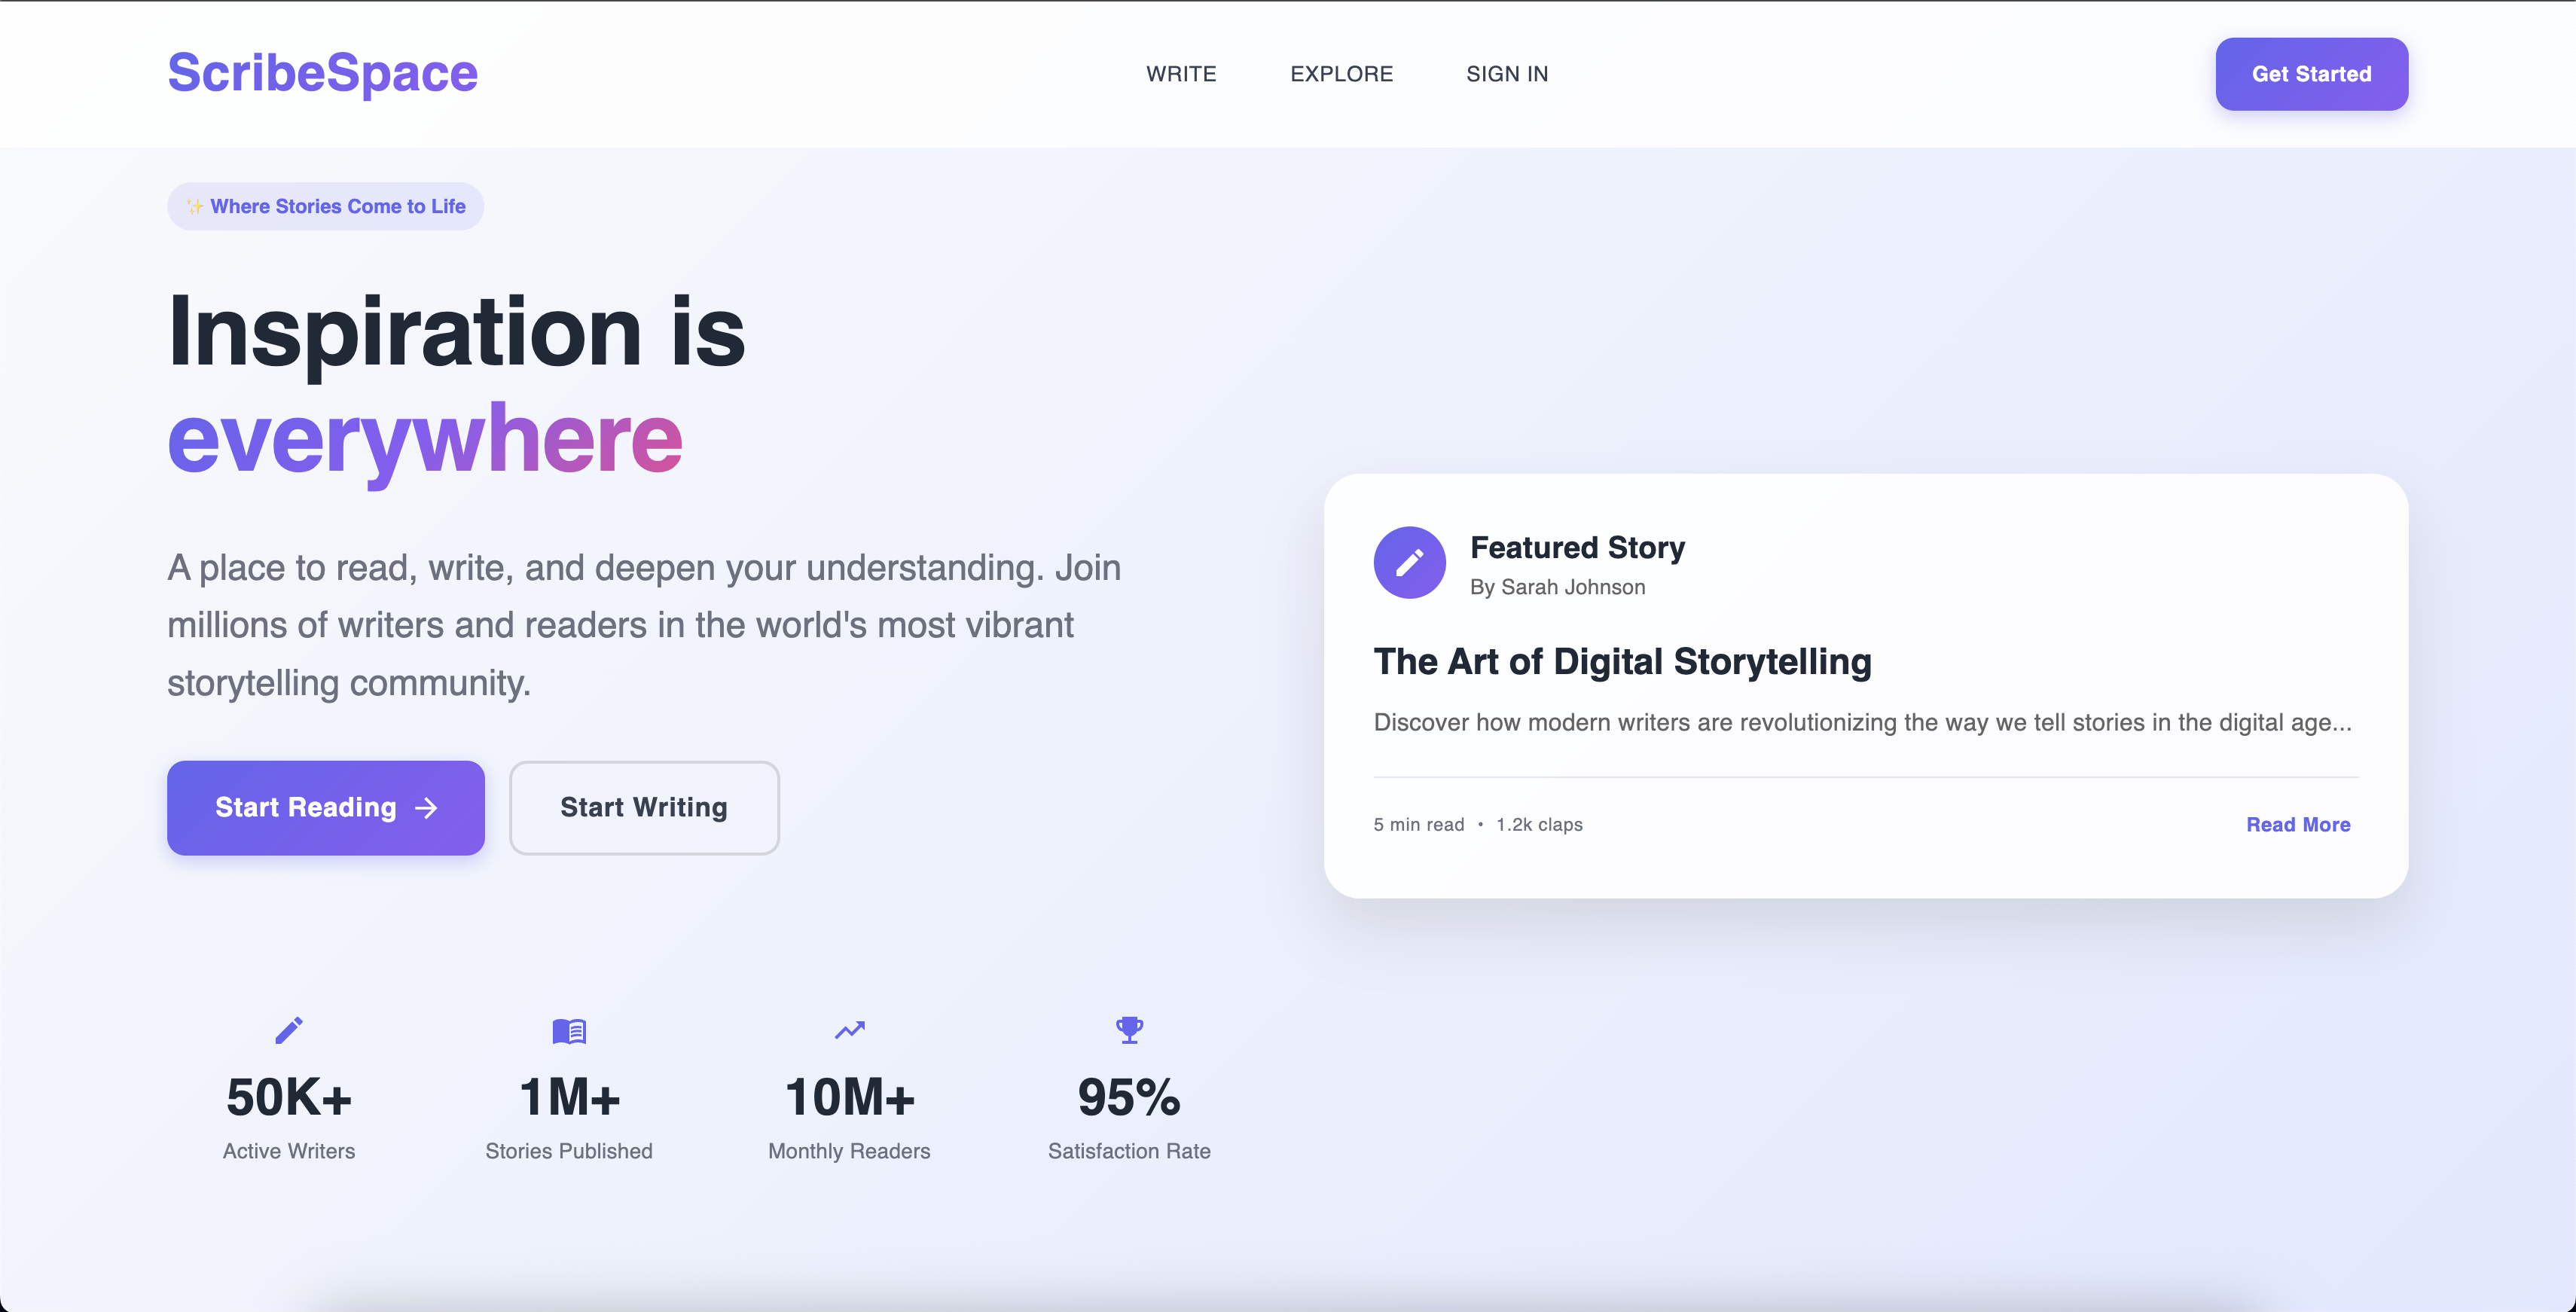 ScribeSpace
WRITE
EXPLORE
SIGN IN
Get Started
✨ Where Stories Come to Life
Inspiration is
everywhere
A place to read, write, and deepen your understanding. Join
millions of writers and readers in the world's most vibrant
storytelling community.
Start Reading →
Start Writing
Featured Story
By Sarah Johnson
The Art of Digital Storytelling
Discover how modern writers are revolutionizing the way we tell stories in the digital age...
5 min read • 1.2k claps
Read More
50K+
Active Writers
1M+
Stories Published
10M+
Monthly Readers
95%
Satisfaction Rate